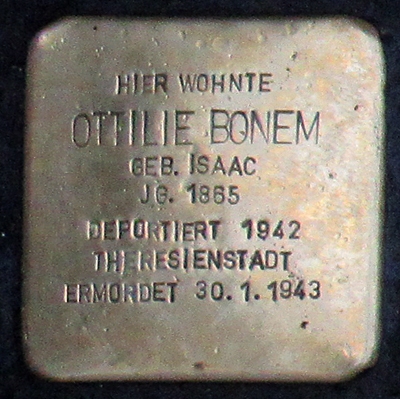 HIER WOHNTE
OTTILIE BONEM
GEB. ISAAC
JG. 1865
DEPORTIERT 1942
THERESIENSTADT
ERMORDET 30.1.1943